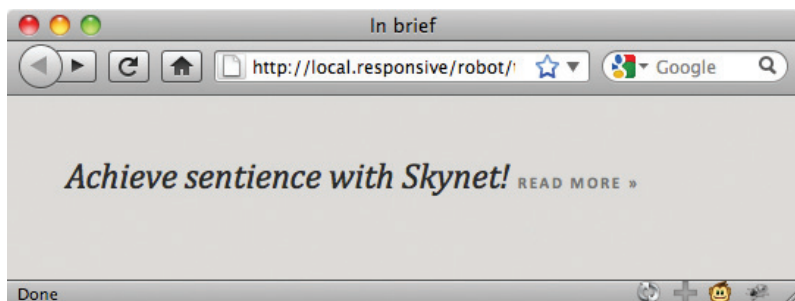 In brief
http://local.responsive/robot/
Google
Achieve sentience with Skynet! READ MORE »
Done